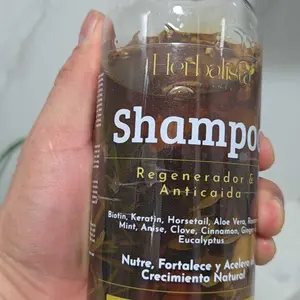 Herbalist
Shampo
Regenerador &
Anticaida
Biotin, Keratin, Horsetail, Aloe Vera,
Mint, Anise, Clove, Cinnamon, Ginger
Eucalyptus
Nutre, Fortalece y Acelera
Crecimiento Natural